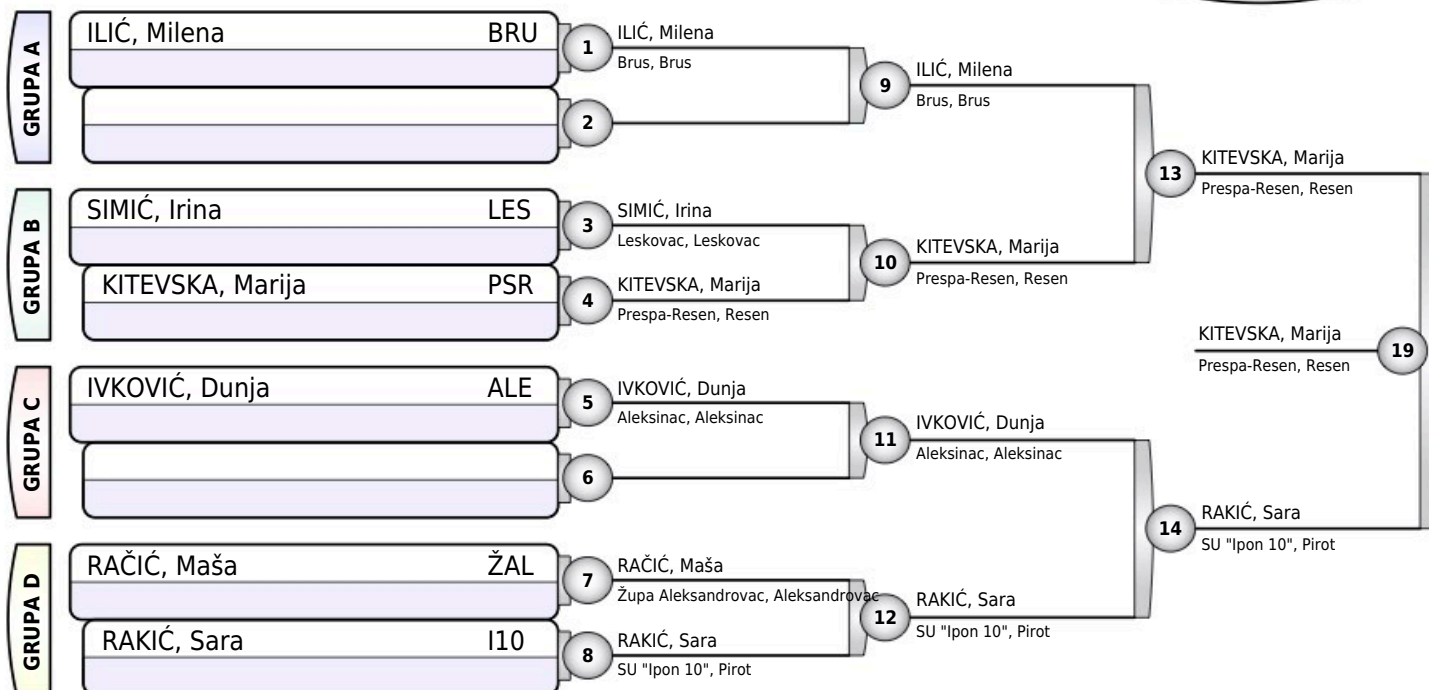 GRUPA A
ILIĆ, Milena BRU
1
ILIĆ, Milena
Brus, Brus
2
9
ILIĆ, Milena
Brus, Brus
GRUPA B
SIMIĆ, Irina LES
3
SIMIĆ, Irina
Leskovac, Leskovac
KITEVSKA, Marija PSR
4
KITEVSKA, Marija
Prespa-Resen, Resen
10
KITEVSKA, Marija
Prespa-Resen, Resen
13
KITEVSKA, Marija
Prespa-Resen, Resen
GRUPA C
IVKOVIĆ, Dunja ALE
5
IVKOVIĆ, Dunja
Aleksinac, Aleksinac
6
11
IVKOVIĆ, Dunja
Aleksinac, Aleksinac
GRUPA D
RAČIĆ, Maša ŽAL
7
RAČIĆ, Maša
Župa Aleksandrovac, Aleksandrovac
RAKIĆ, Sara I10
8
RAKIĆ, Sara
SU "Ipon 10", Pirot
12
RAKIĆ, Sara
SU "Ipon 10", Pirot
14
RAKIĆ, Sara
SU "Ipon 10", Pirot
KITEVSKA, Marija
Prespa-Resen, Resen
19